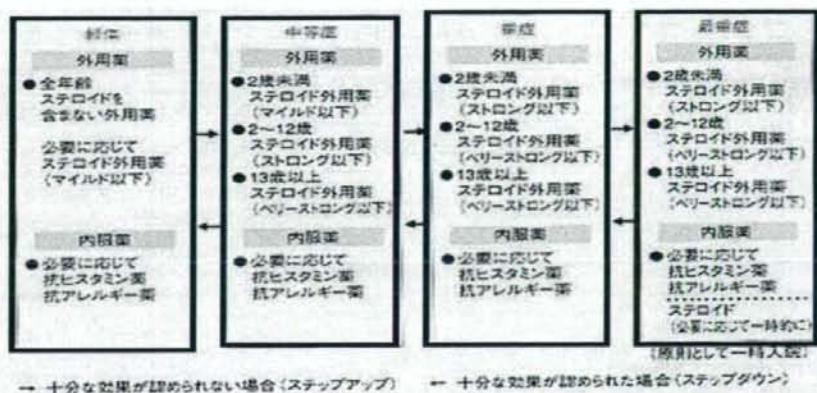 軽症
外用薬
●全年齢
ステロイドを
含まない外用薬
必要に応じて
ステロイド外用薬
(マイルド以下)
内服薬
●必要に応じて
抗ヒスタミン薬
抗アレルギー薬
中等症
外用薬
●2歳未満
ステロイド外用薬
(マイルド以下)
●2～12歳
ステロイド外用薬
(ストロング以下)
●13歳以上
ステロイド外用薬
(ベリーストロング以下)
内服薬
●必要に応じて
抗ヒスタミン薬
抗アレルギー薬
重症
外用薬
●2歳未満
ステロイド外用薬
(ストロング以下)
●2～12歳
ステロイド外用薬
(ベリーストロング以下)
●13歳以上
ステロイド外用薬
(ベリーストロング以下)
内服薬
●必要に応じて
抗ヒスタミン薬
抗アレルギー薬
最重症
外用薬
●2歳未満
ステロイド外用薬
(ストロング以下)
●2～12歳
ステロイド外用薬
(ベリーストロング以下)
●13歳以上
ステロイド外用薬
(ベリーストロング以下)
内服薬
●必要に応じて
抗ヒスタミン薬
抗アレルギー薬
ステロイド
(必要に応じて一時的に)
(原則として一時入院)
→ 十分な効果が認められない場合(ステップアップ)
← 十分な効果が認められた場合(ステップダウン)